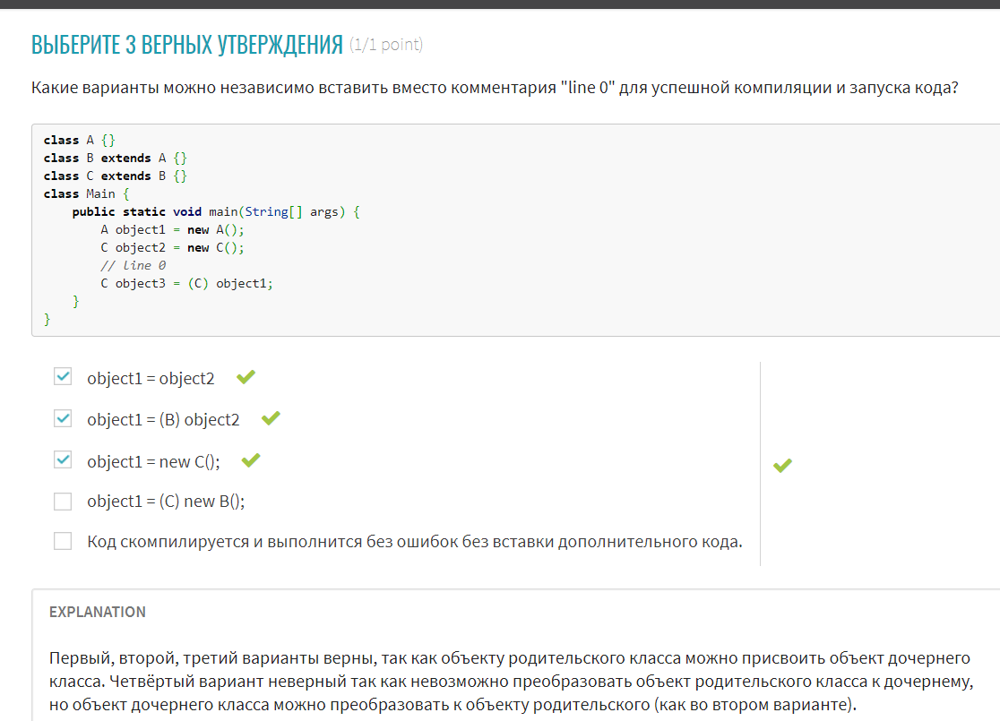 ВЫБЕРИТЕ 3 ВЕРНЫХ УТВЕРЖДЕНИЯ (1/1 point)
Какие варианты можно независимо вставить вместо комментария "line 0" для успешной компиляции и запуска кода?
class A {}
class B extends A {}
class C extends B {}
class Main {
    public static void main(String[] args) {
        A object1 = new A();
        C object2 = new C();
        // line 0
        C object3 = (C) object1;
    }
}
object1 = object2
object1 = (B) object2
object1 = new C();
object1 = (C) new B();
Код скомпилируется и выполнится без ошибок без вставки дополнительного кода.
EXPLANATION
Первый, второй, третий варианты верны, так как объекту родительского класса можно присвоить объект дочернего
класса. Четвёртый вариант неверный так как невозможно преобразовать объект родительского класса к дочернему,
но объект дочернего класса можно преобразовать к объекту родительского (как во втором варианте).